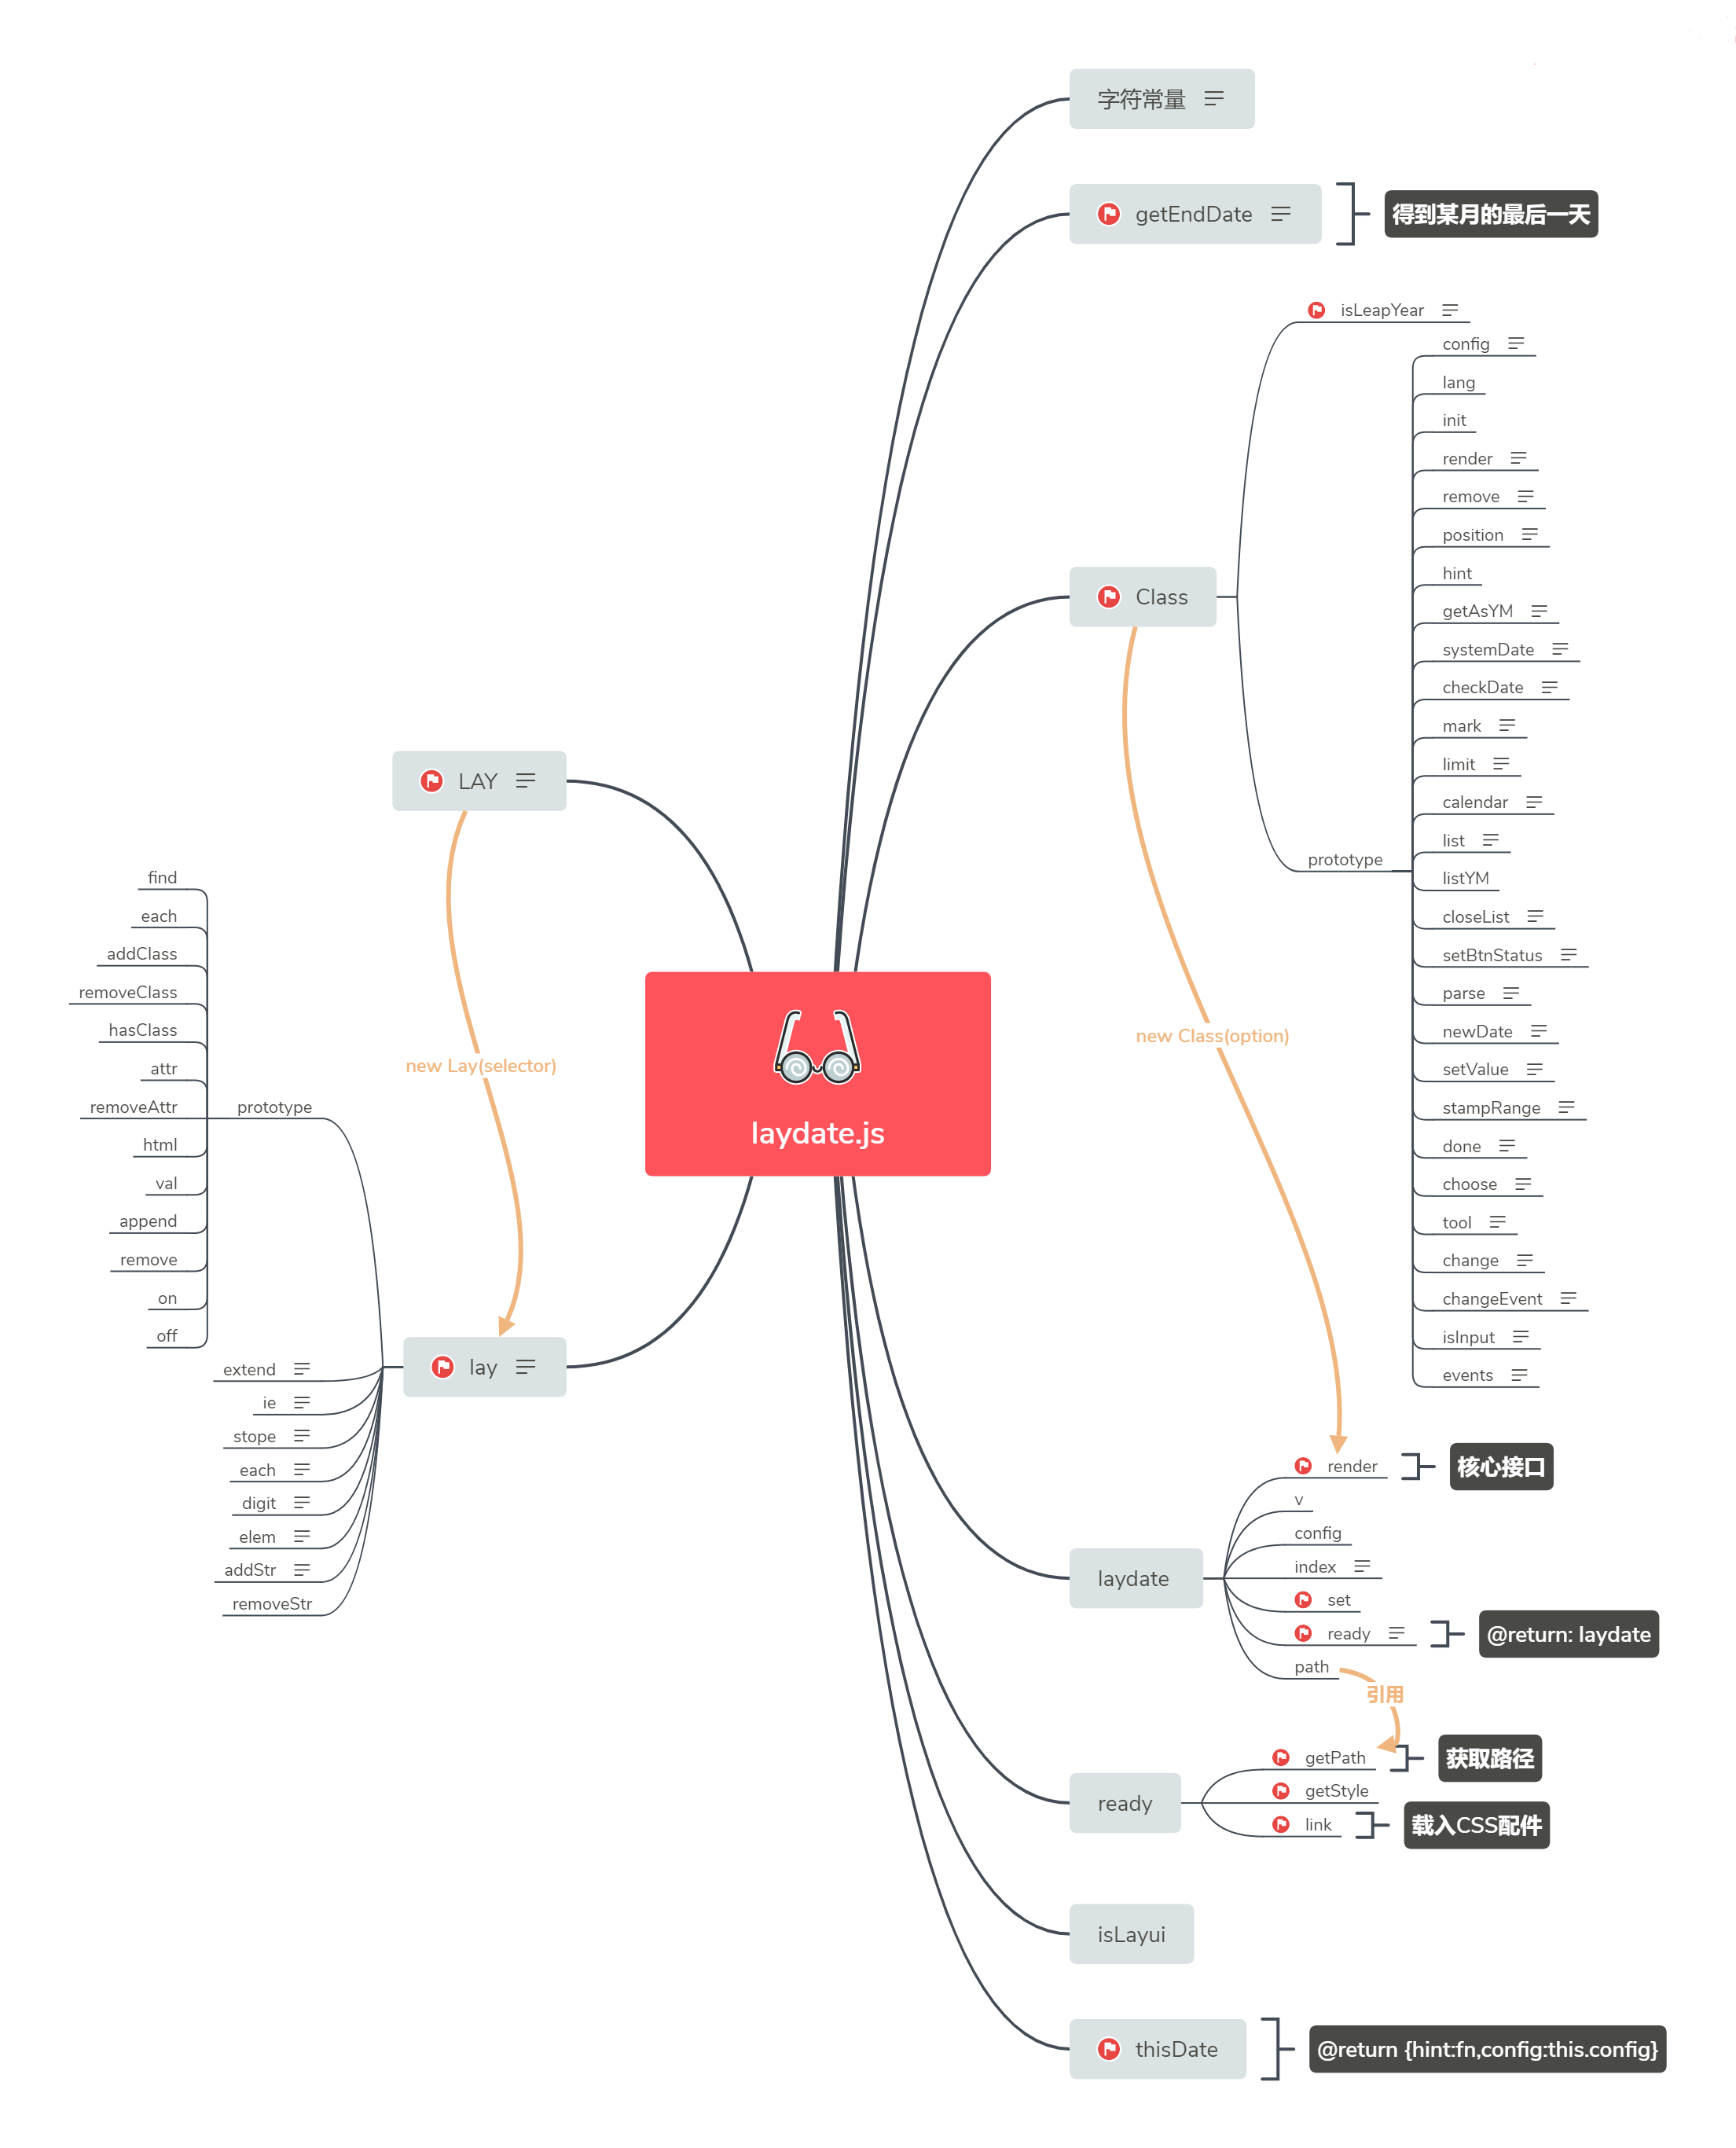 字符常量
getEndDate
得到某月的最后一天
Class
isLeapYear
prototype
config
lang
init
render
remove
position
hint
getAsYM
systemDate
checkDate
mark
limit
calendar
list
listYM
closeList
setBtnStatus
parse
newDate
setValue
stampRange
done
choose
tool
change
changeEvent
isInput
events
new Class(option)
LAY
new Lay(selector)
laydate.js
lay
prototype
find
each
addClass
removeClass
hasClass
attr
removeAttr
html
val
append
remove
on
off
extend
ie
stope
each
digit
elem
addStr
removeStr
laydate
render
核心接口
v
config
index
set
ready
@return: laydate
path
引用
ready
getPath
获取路径
getStyle
link
载入CSS配件
isLayui
thisDate
@return {hint:fn,config:this.config}